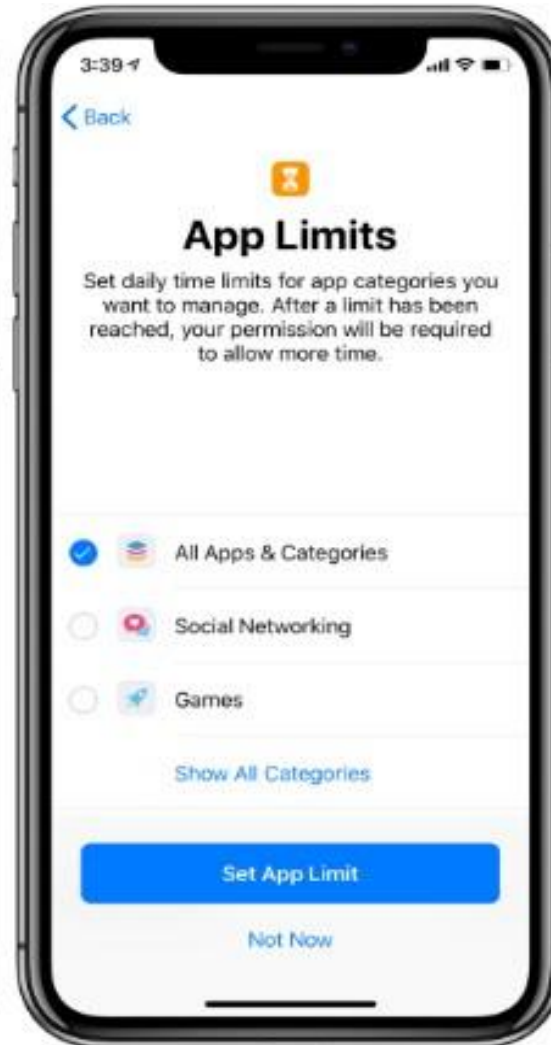 3:39
Back
App Limits
Set daily time limits for app categories you
want to manage. After a limit has been
reached, your permission will be required
to allow more time.
All Apps & Categories
Social Networking
Games
Show All Categories
Set App Limit
Not Now